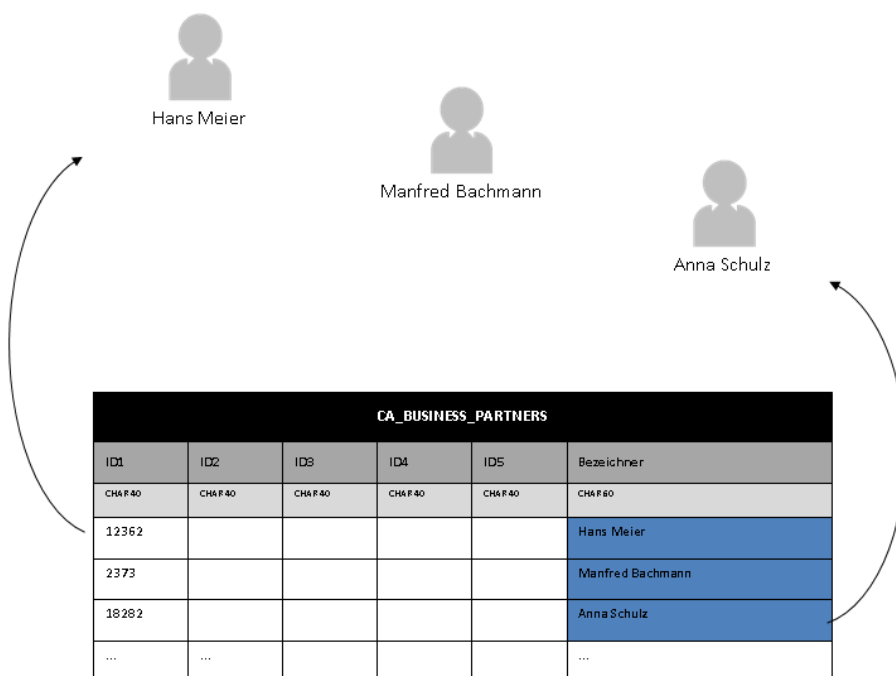 Hans Meier
Manfred Bachmann
Anna Schulz
CA_BUSINESS_PARTNERS
ID1 ID2 ID3 ID4 ID5 Bezeichner
CHAR40 CHAR40 CHAR40 CHAR40 CHAR40 CHAR60
12362 Hans Meier
2373 Manfred Bachmann
18282 Anna Schulz
... ... ...